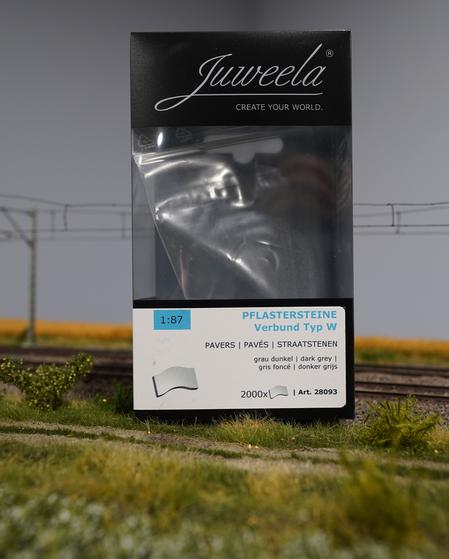 Juweela®
CREATE YOUR WORLD.
1:87
PFLASTERSTEINE
Verbund Typ W
PAVERS | PAVÉS | STRAATSTENEN
grau dunkel | dark grey |
gris foncé | donker grijs
2000x | Art. 28093